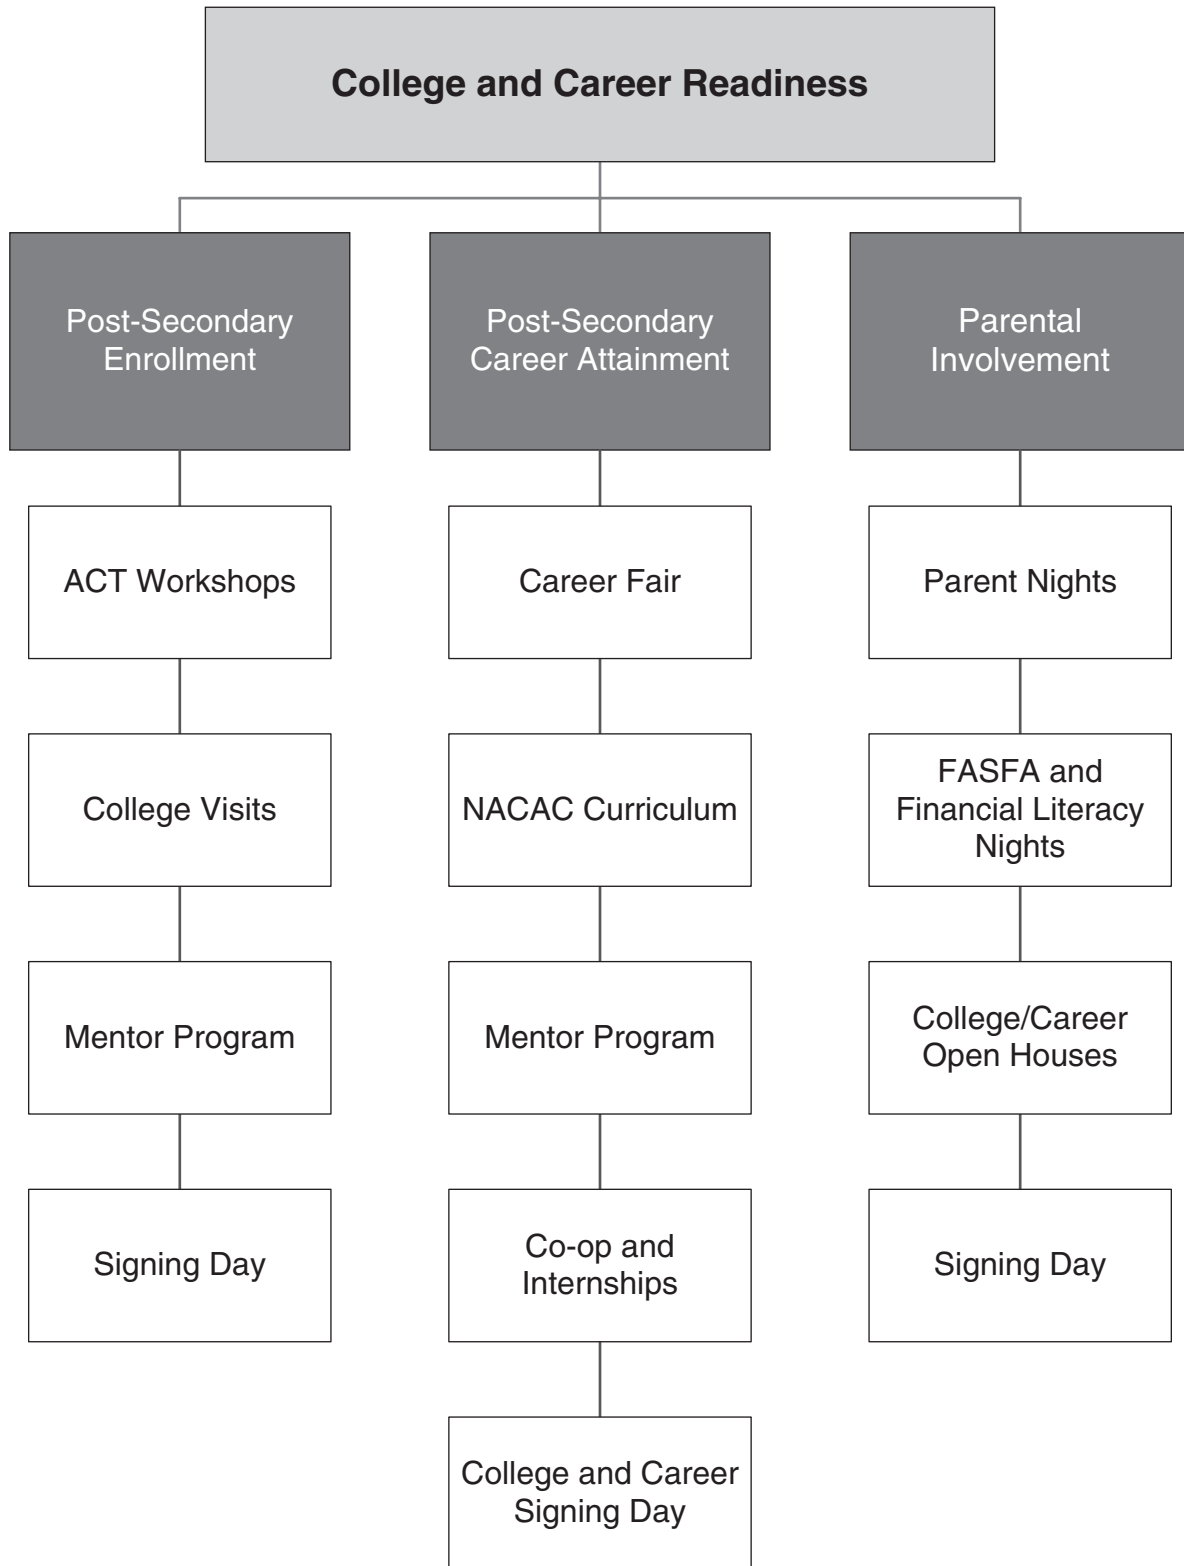 College and Career Readiness
Post-Secondary
Enrollment
ACT Workshops
College Visits
Mentor Program
Signing Day
Post-Secondary
Career Attainment
Career Fair
NACAC Curriculum
Mentor Program
Co-op and
Internships
College and Career
Signing Day
Parental
Involvement
Parent Nights
FASFA and
Financial Literacy
Nights
College/Career
Open Houses
Signing Day